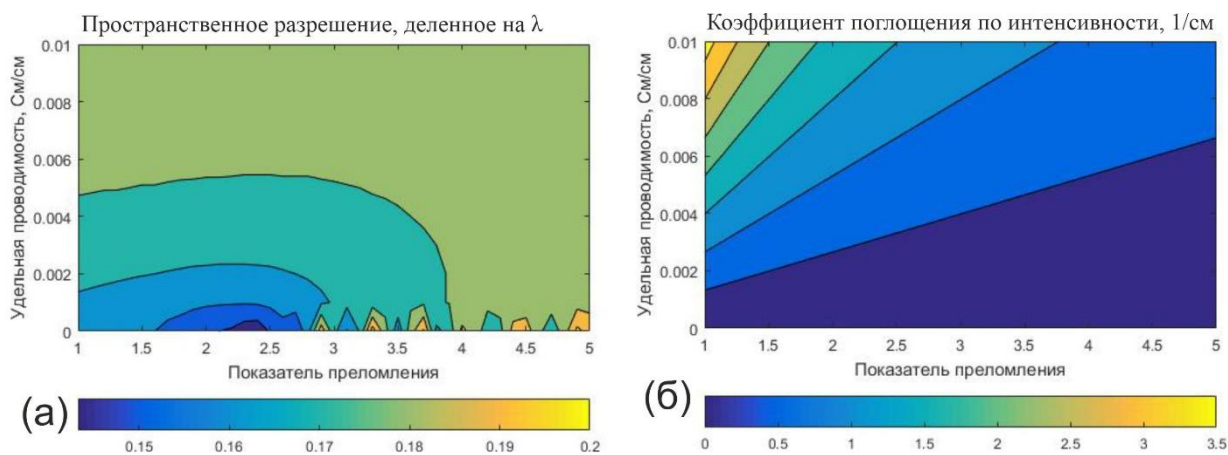 Пространственное разрешение, деленное на λ
Удельная проводимость, См/см
0.01
0.008
0.006
0.004
0.002
0
1 1.5 2 2.5 3 3.5 4 4.5 5
Показатель преломления
(а)
0.15 0.16 0.17 0.18 0.19 0.2
Коэффициент поглощения по интенсивности, 1/см
Удельная проводимость, См/см
0.01
0.008
0.006
0.004
0.002
0
1 1.5 2 2.5 3 3.5 4 4.5 5
Показатель преломления
(б)
0 0.5 1 1.5 2 2.5 3 3.5